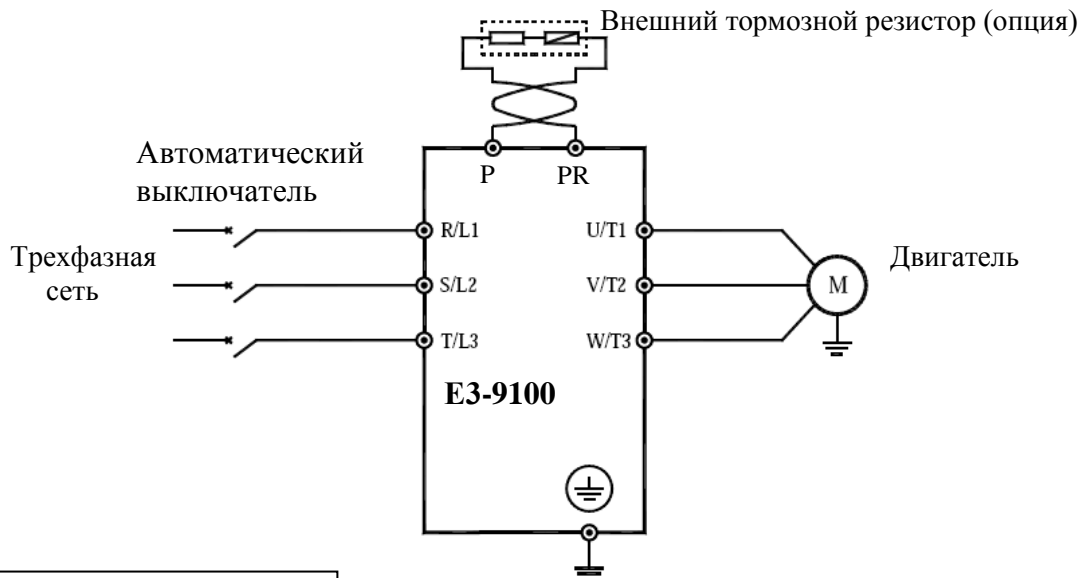 Внешний тормозной резистор (опция)
Автоматический
выключатель
P
PR
R/L1
U/T1
Трехфазная
сеть
S/L2
V/T2
M
Двигатель
T/L3
W/T3
E3-9100